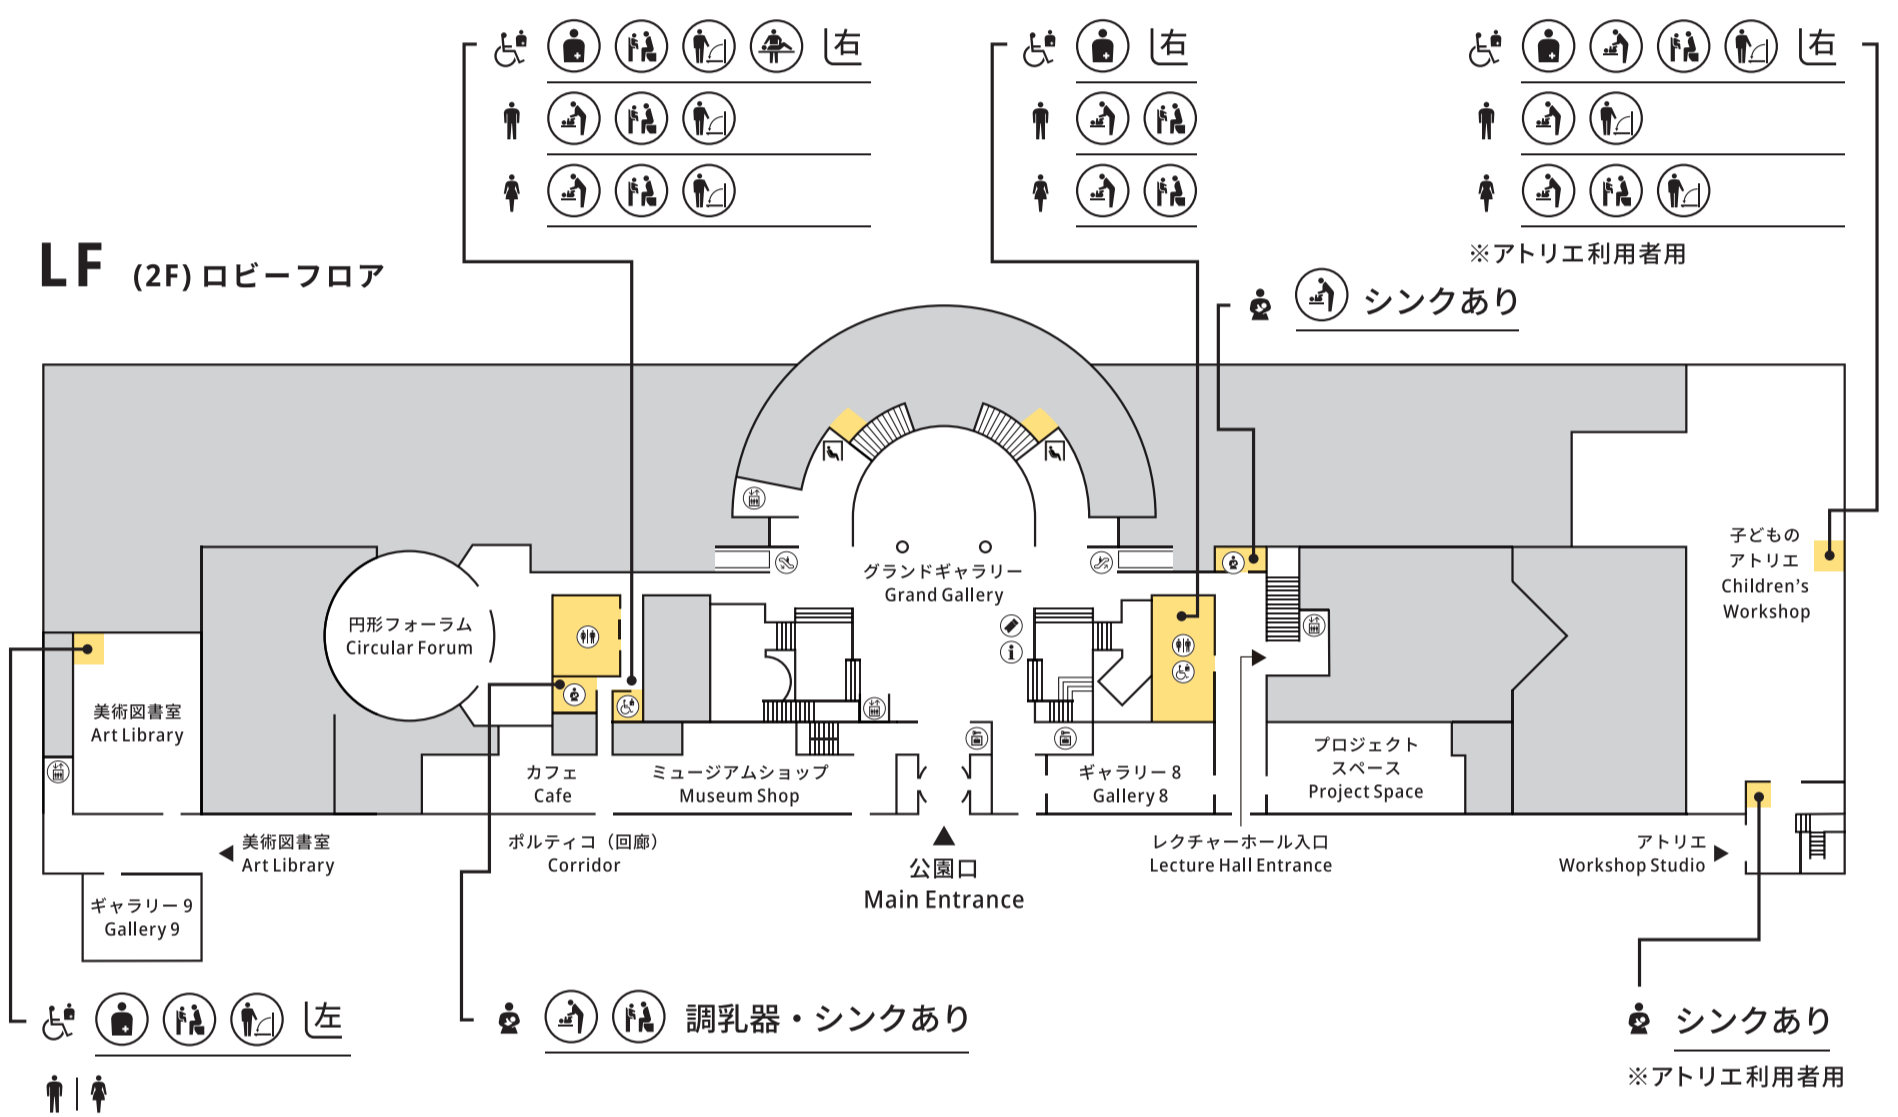 右
右
右
※アトリエ利用者用
LF (2F) ロビーフロア
シンクあり
グランドギャラリー
Grand Gallery
子どもの
アトリエ
Children's
Workshop
円形フォーラム
Circular Forum
美術図書室
Art Library
カフェ
Cafe
ミュージアムショップ
Museum Shop
ギャラリー 8
Gallery 8
プロジェクト
スペース
Project Space
美術図書室
Art Library
ポルティコ（回廊）
Corridor
公園口
Main Entrance
レクチャーホール入口
Lecture Hall Entrance
アトリエ
Workshop Studio
ギャラリー 9
Gallery 9
左
調乳器・シンクあり
シンクあり
※アトリエ利用者用